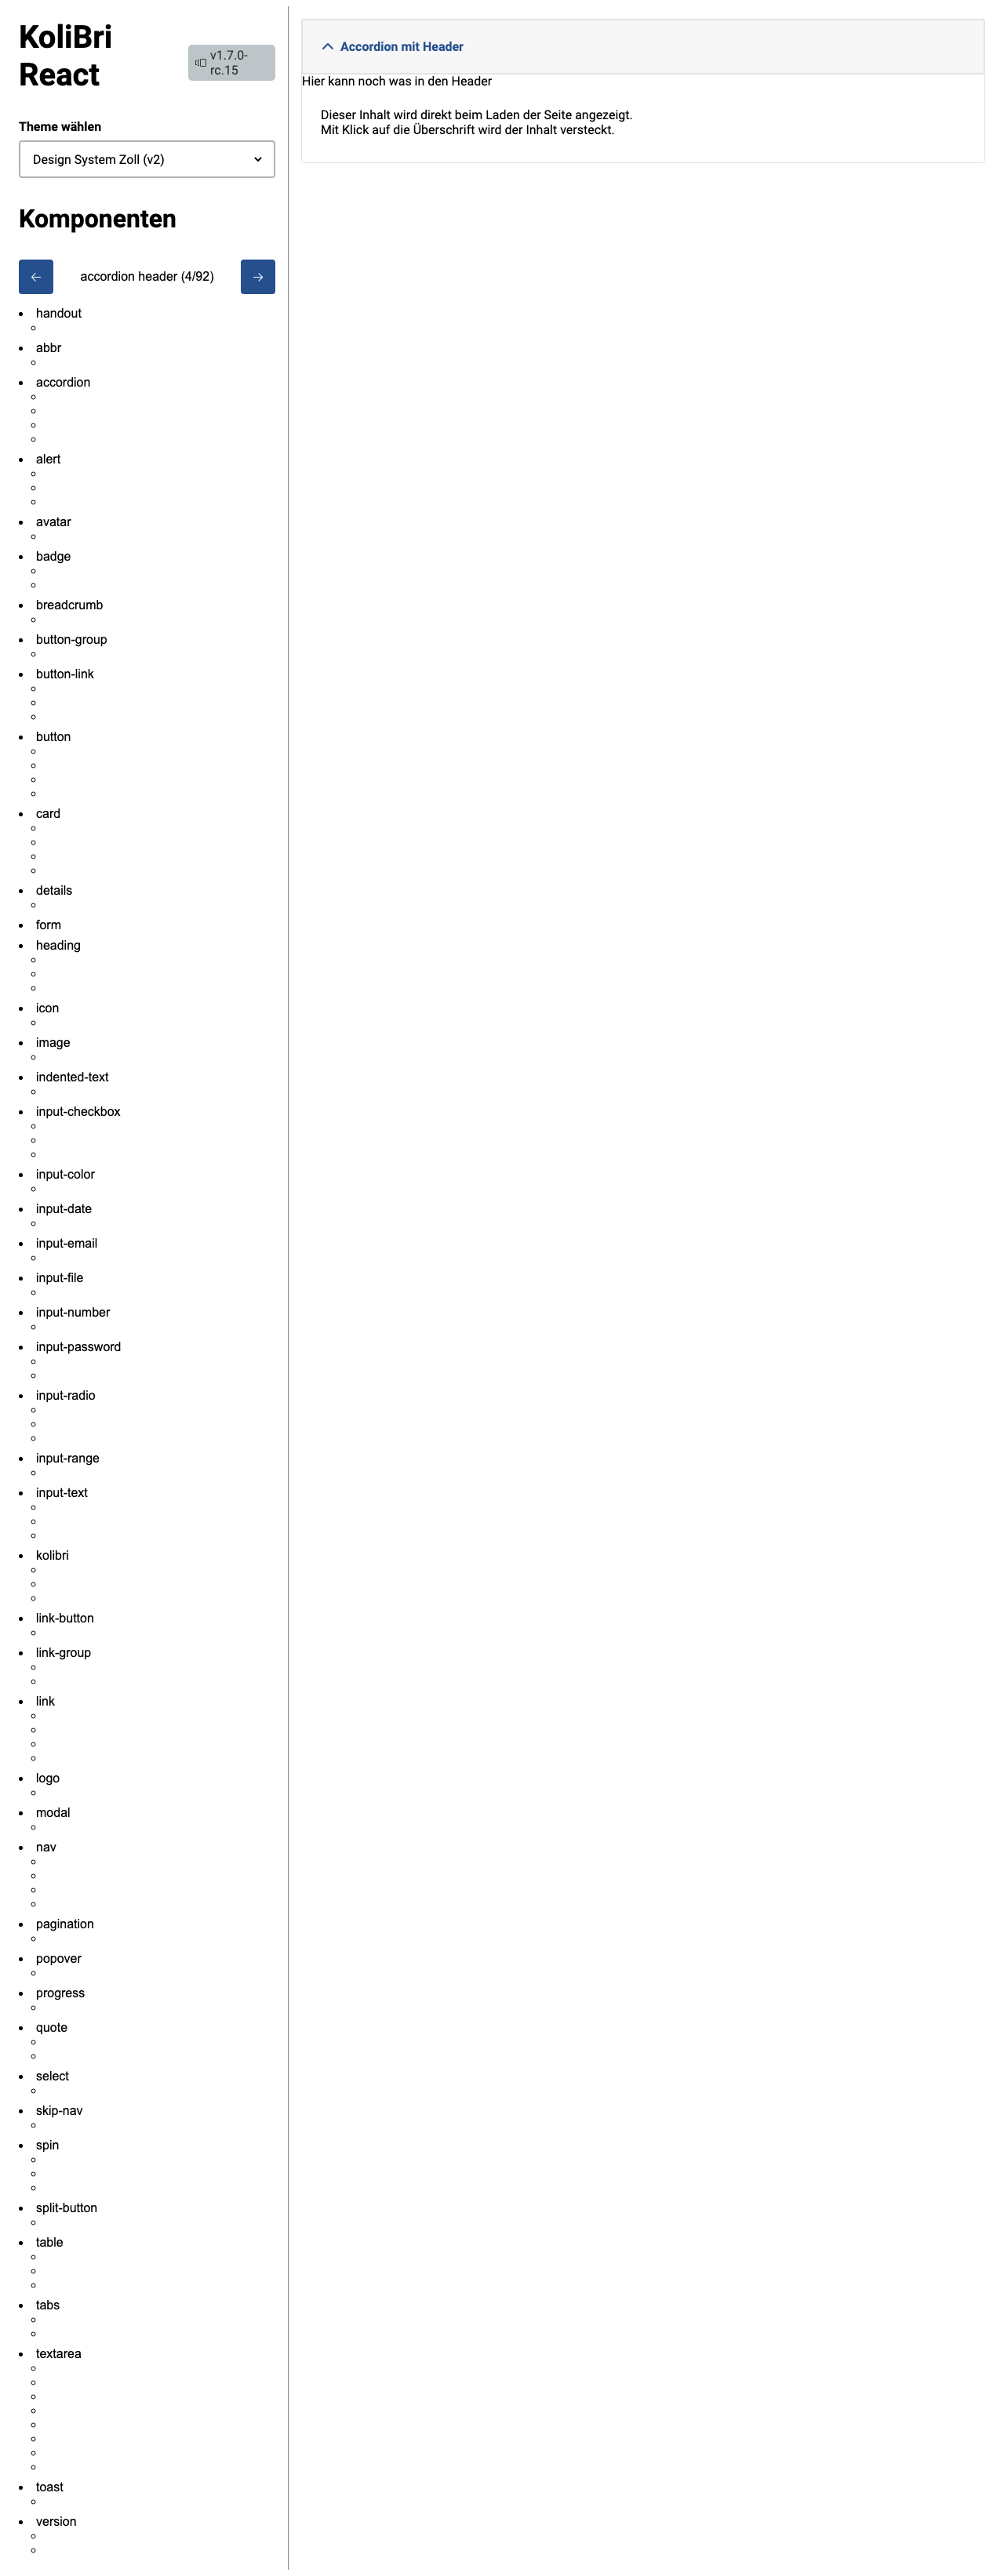 KoliBri
React
v1.7.0-
rc.15
Theme wählen
Design System Zoll (v2)
Komponenten
accordion header (4/92)
handout
abbr
accordion
alert
avatar
badge
breadcrumb
button-group
button-link
button
card
details
form
heading
icon
image
indented-text
input-checkbox
input-color
input-date
input-email
input-file
input-number
input-password
input-radio
input-range
input-text
kolibri
link-button
link-group
link
logo
modal
nav
pagination
popover
progress
quote
select
skip-nav
spin
split-button
table
tabs
textarea
toast
version
Accordion mit Header
Hier kann noch was in den Header
Dieser Inhalt wird direkt beim Laden der Seite angezeigt.
Mit Klick auf die Überschrift wird der Inhalt versteckt.